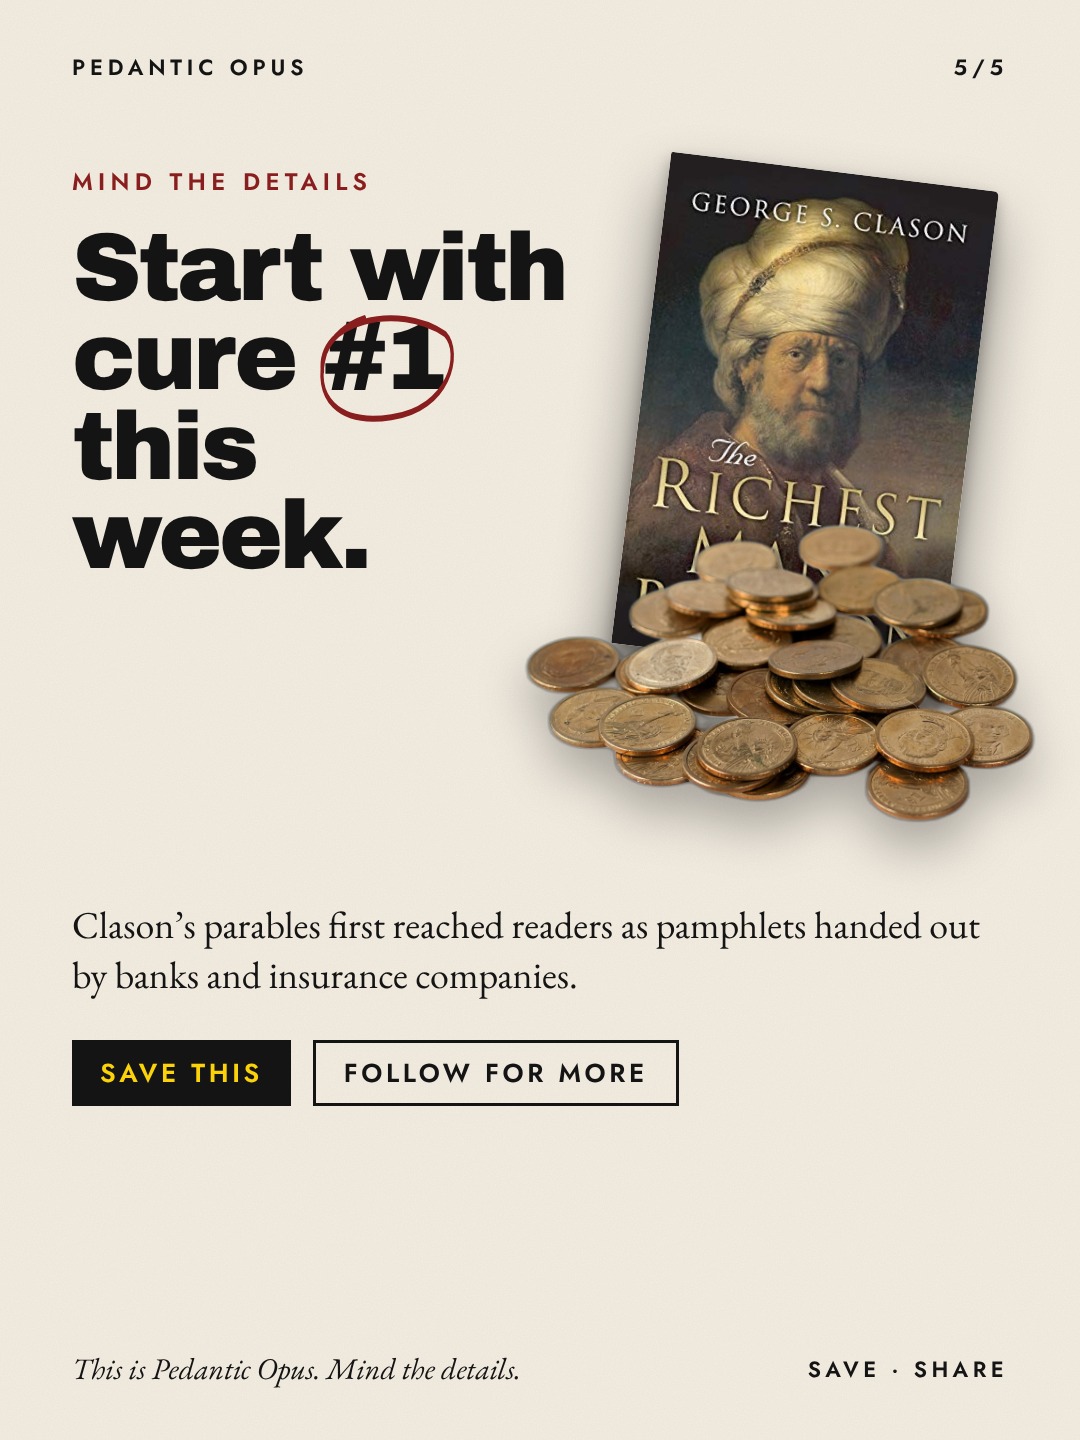 PEDANTIC OPUS
5/5
MIND THE DETAILS
Start with
cure #1
this
week.
GEORGE S. CLASON
The
RICHEST
Clason’s parables first reached readers as pamphlets handed out
by banks and insurance companies.
SAVE THIS
FOLLOW FOR MORE
This is Pedantic Opus. Mind the details.
SAVE · SHARE